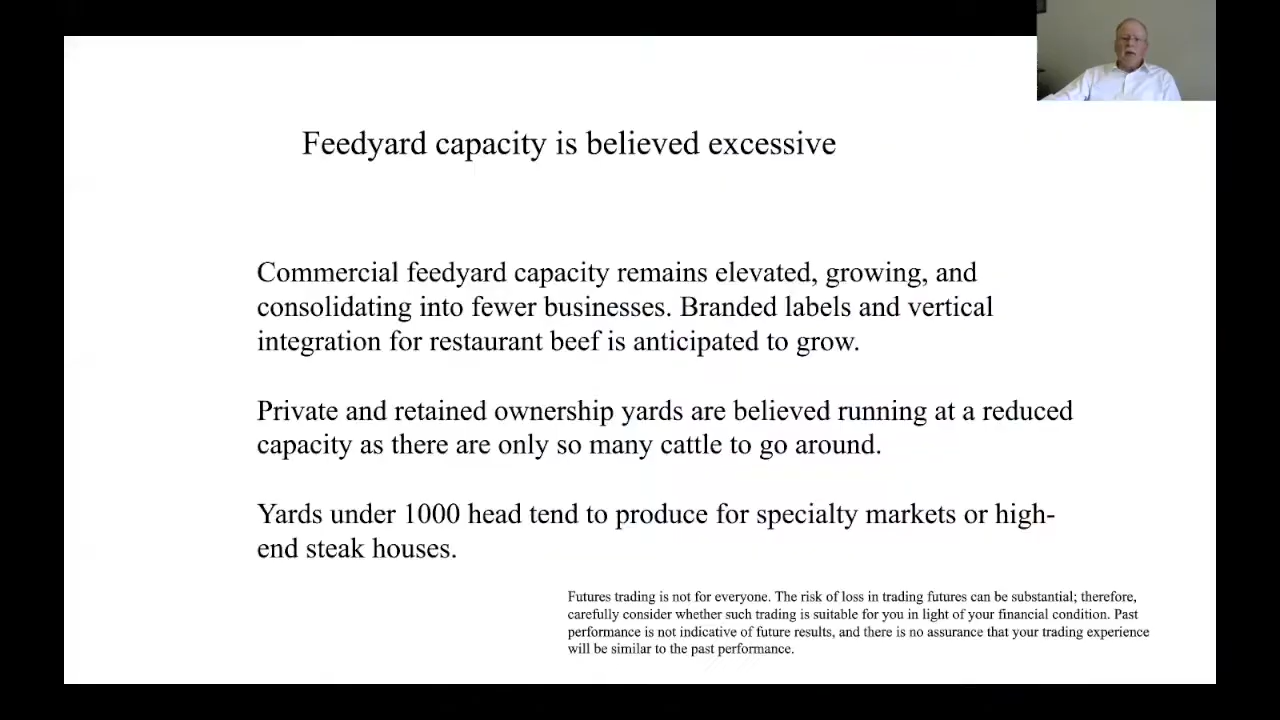 Feedyard capacity is believed excessive
Commercial feedyard capacity remains elevated, growing, and
consolidating into fewer businesses. Branded labels and vertical
integration for restaurant beef is anticipated to grow.
Private and retained ownership yards are believed running at a reduced
capacity as there are only so many cattle to go around.
Yards under 1000 head tend to produce for specialty markets or high-
end steak houses.
Futures trading is not for everyone. The risk of loss in trading futures can be substantial; therefore,
carefully consider whether such trading is suitable for you in light of your financial condition. Past
performance is not indicative of future results, and there is no assurance that your trading experience
will be similar to the past performance.